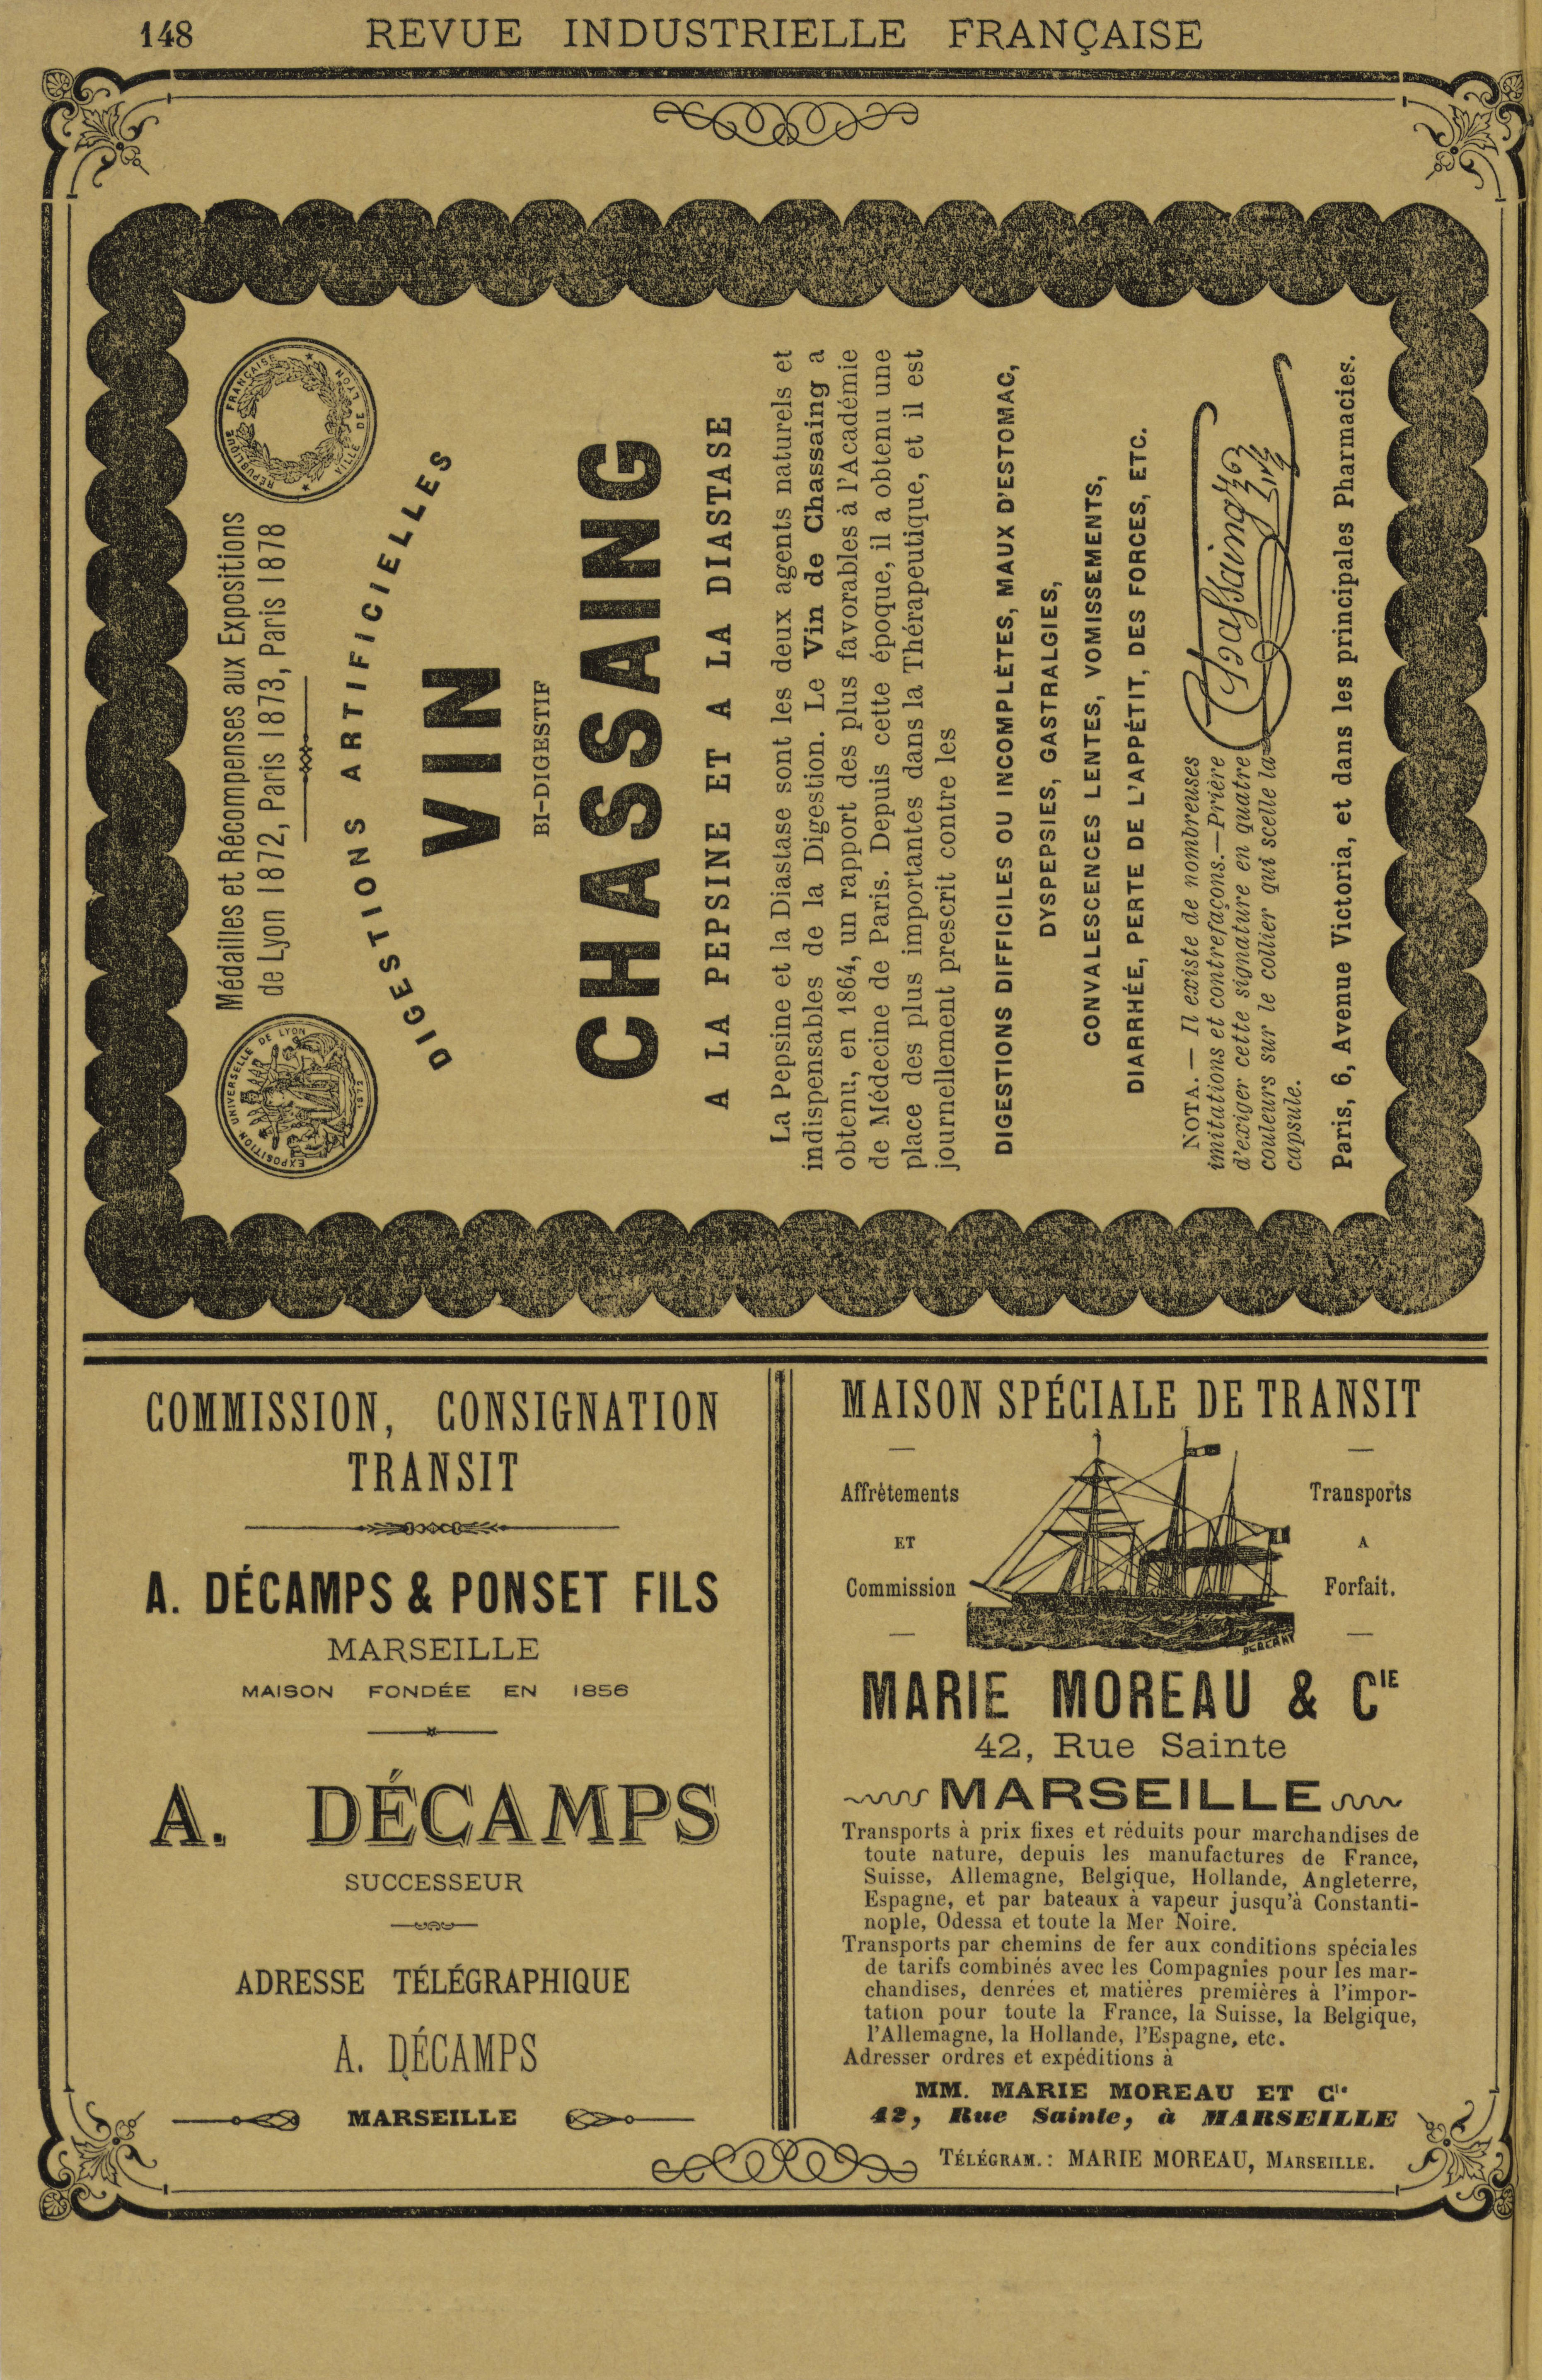 148 REVUE INDUSTRIELLE FRANÇAISE
Médailles et Récompenses aux Expositions
de Lyon 1872, Paris 1873, Paris 1878
EXPOSITION UNIVERSELLE DE LYON
1872
RÉPUBLIQUE FRANÇAISE
VILLE DE LYON
DIGESTIONS ARTIFICIELLES
VIN
BI-DIGESTIF
CHASSAING
A LA PEPSINE ET A LA DIASTASE
La Pepsine et la Diastase sont les deux agents naturels et
indispensables de la Digestion. Le Vin de Chassaing a
obtenu, en 1864, un rapport des plus favorables à l'Académie
de Médecine de Paris. Depuis cette époque, il a obtenu une
place des plus importantes dans la Thérapeutique, et il est
journellement prescrit contre les
DIGESTIONS DIFFICILES OU INCOMPLÈTES, MAUX D'ESTOMAC,
DYSPEPSIES, GASTRALGIES,
CONVALESCENCES LENTES, VOMISSEMENTS,
DIARRHÉE, PERTE DE L'APPÉTIT, DES FORCES, ETC.
NOTA. — Il existe de nombreuses
imitations et contrefaçons.—Prière
d'exiger cette signature en quatre
couleurs sur le collier qui scelle la
capsule.
Chassaing
Paris, 6, Avenue Victoria, et dans les principales Pharmacies.
COMMISSION, CONSIGNATION
TRANSIT
A. DÉCAMPS & PONSET FILS
MARSEILLE
MAISON FONDÉE EN 1856
A. DÉCAMPS
SUCCESSEUR
ADRESSE TÉLÉGRAPHIQUE
A. DÉCAMPS
MARSEILLE
MAISON SPÉCIALE DE TRANSIT
Affrètements
ET
Commission
Transports
A
Forfait.
MARIE MOREAU & CIE
42, Rue Sainte
MARSEILLE
Transports à prix fixes et réduits pour marchandises de
toute nature, depuis les manufactures de France,
Suisse, Allemagne, Belgique, Hollande, Angleterre,
Espagne, et par bateaux à vapeur jusqu'à Constanti-
nople, Odessa et toute la Mer Noire.
Transports par chemins de fer aux conditions spéciales
de tarifs combinés avec les Compagnies pour les mar-
chandises, denrées et matières premières à l'impor-
tation pour toute la France, la Suisse, la Belgique,
l'Allemagne, la Hollande, l'Espagne, etc.
Adresser ordres et expéditions à
MM. MARIE MOREAU ET Cie
42, Rue Sainte, à MARSEILLE
TÉLÉGRAM.: MARIE MOREAU, MARSEILLE.